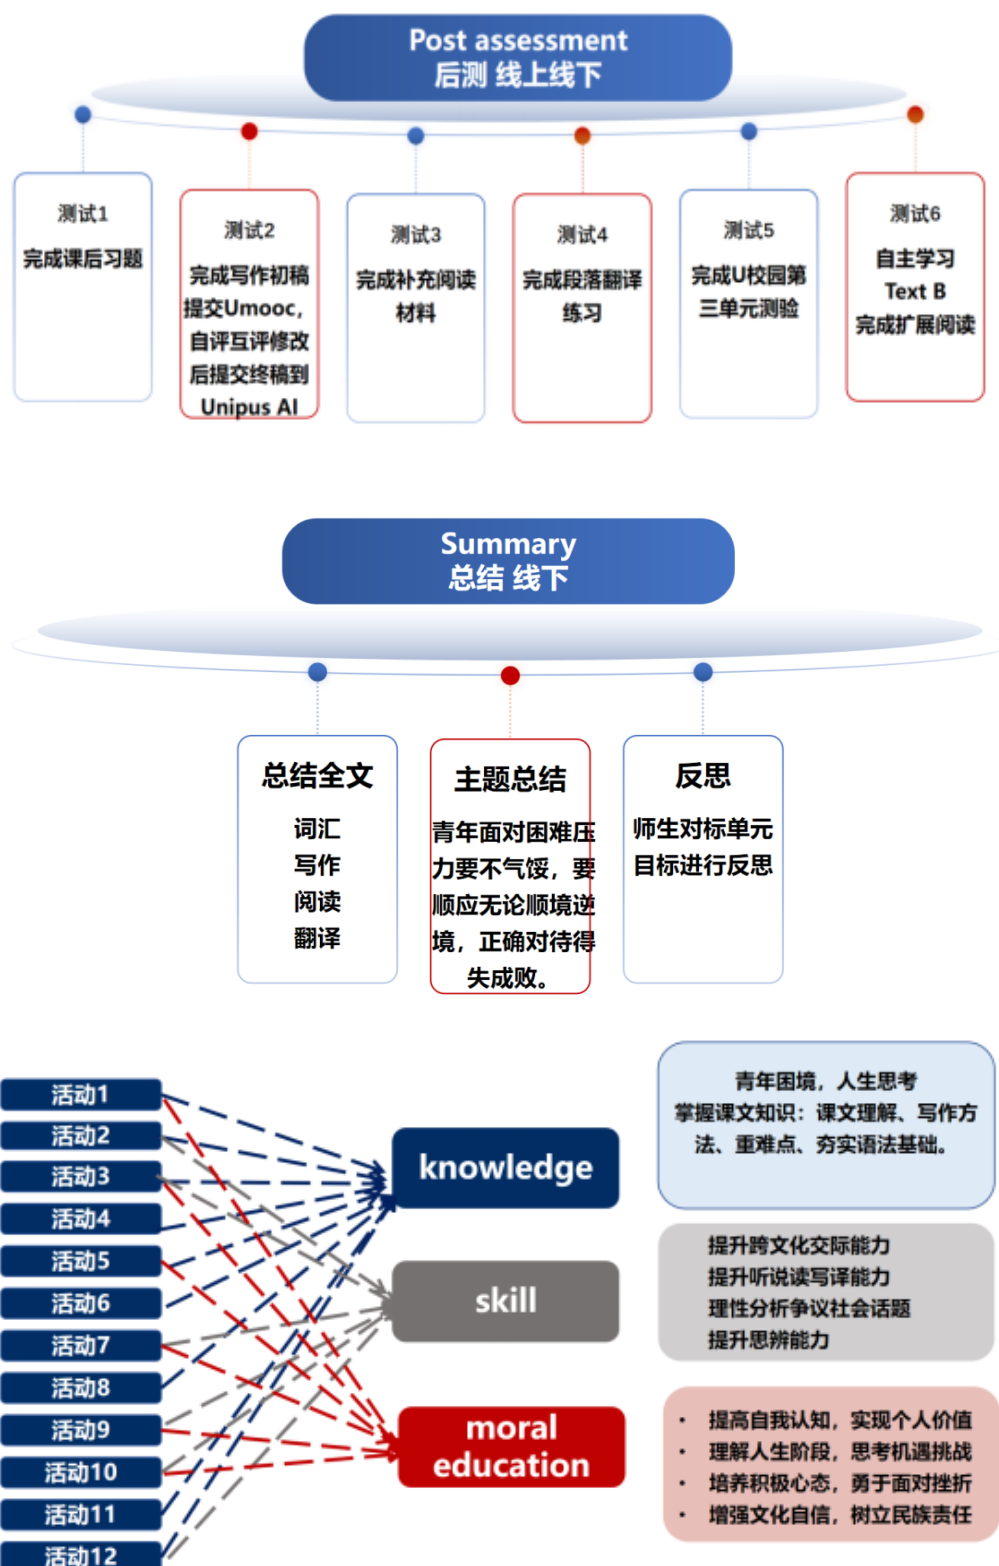 Post assessment
后测 线上线下
测试1
完成课后习题
测试2
完成写作初稿
提交Umooc，
自评互评修改
后提交终稿到
Unipus AI
测试3
完成补充阅读
材料
测试4
完成段落翻译
练习
测试5
完成U校园第
三单元测验
测试6
自主学习
Text B
完成扩展阅读
Summary
总结 线下
总结全文
词汇
写作
阅读
翻译
主题总结
青年面对困难压
力要不气馁，要
顺应无论顺境逆
境，正确对待得
失成败。
反思
师生对标单元
目标进行反思
活动1
活动2
活动3
活动4
活动5
活动6
活动7
活动8
活动9
活动10
活动11
活动12
knowledge
skill
moral
education
青年困境，人生思考
掌握课文知识：课文理解、写作方
法、重难点、夯实语法基础。
提升跨文化交际能力
提升听说读写译能力
理性分析争议社会话题
提升思辨能力
• 提高自我认知，实现个人价值
• 理解人生阶段，思考机遇挑战
• 培养积极心态，勇于面对挫折
• 增强文化自信，树立民族责任